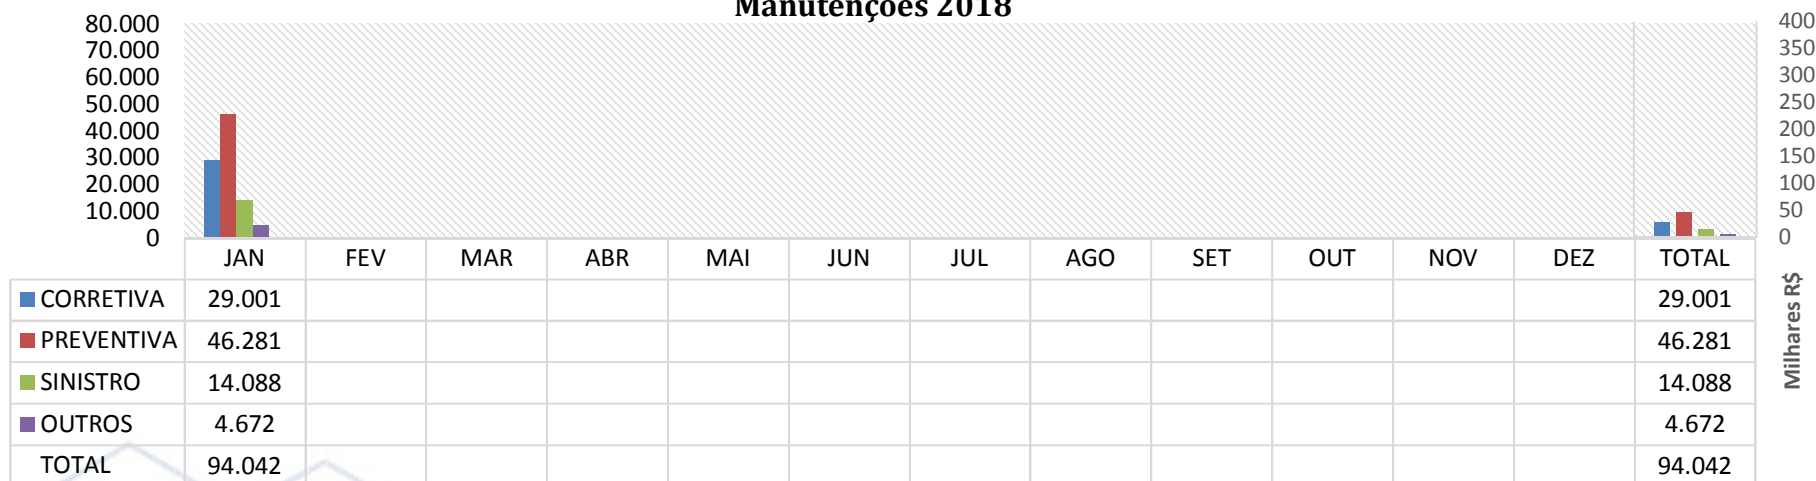 Manutenções 2018
80.000
70.000
60.000
50.000
40.000
30.000
20.000
10.000
0
400
350
300
250
200
150
100
50
0
Milhares R$
JAN FEV MAR ABR MAI JUN JUL AGO SET OUT NOV DEZ TOTAL
CORRETIVA 29.001 29.001
PREVENTIVA 46.281 46.281
SINISTRO 14.088 14.088
OUTROS 4.672 4.672
TOTAL 94.042 94.042